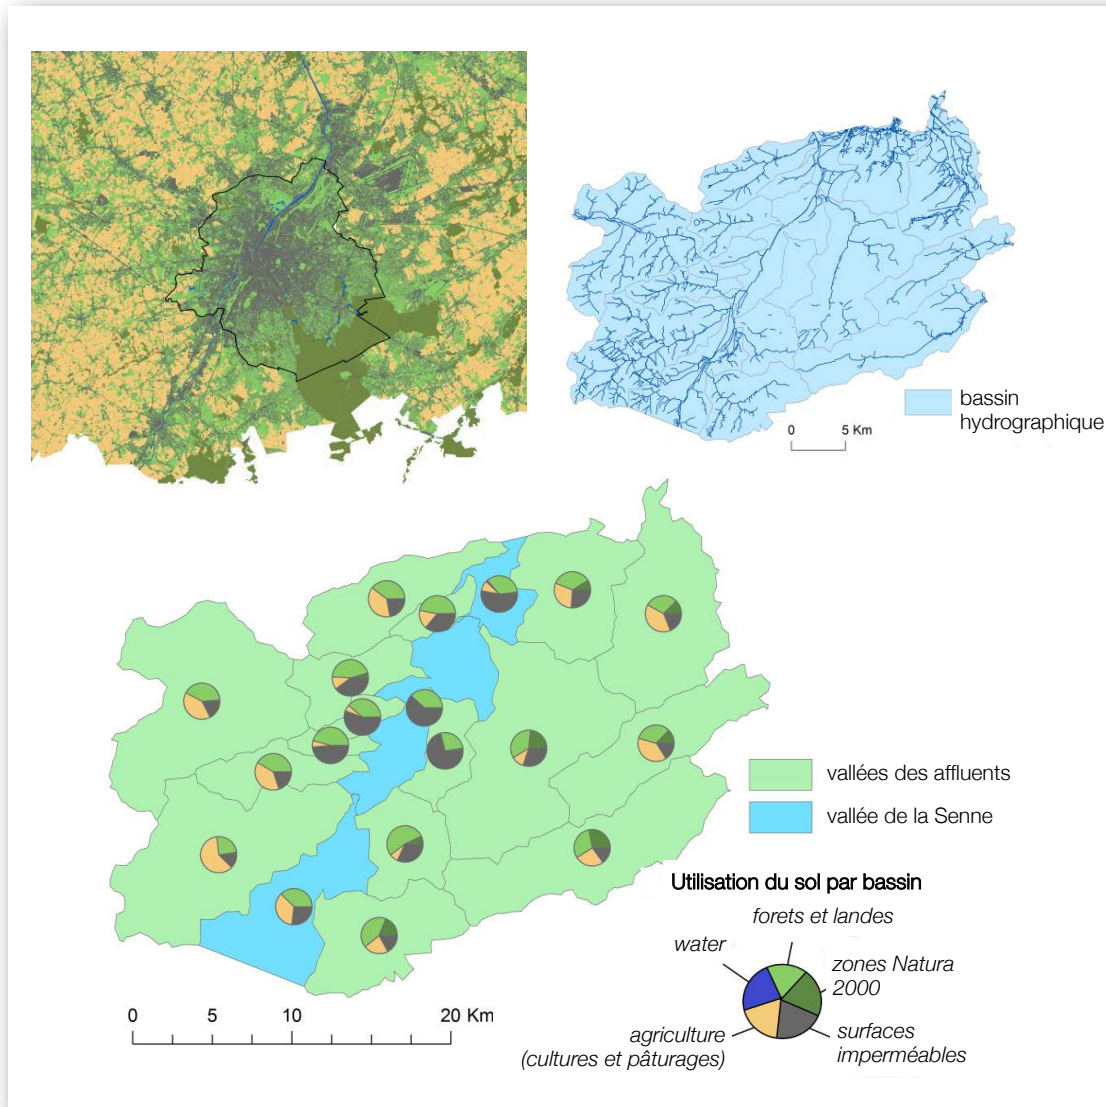 bassin
hydrographique
0 5 Km
vallées des affluents
vallée de la Senne
Utilisation du sol par bassin
forets et landes
water
zones Natura
2000
agriculture
(cultures et pâturages)
surfaces
imperméables
0 5 10 20 Km